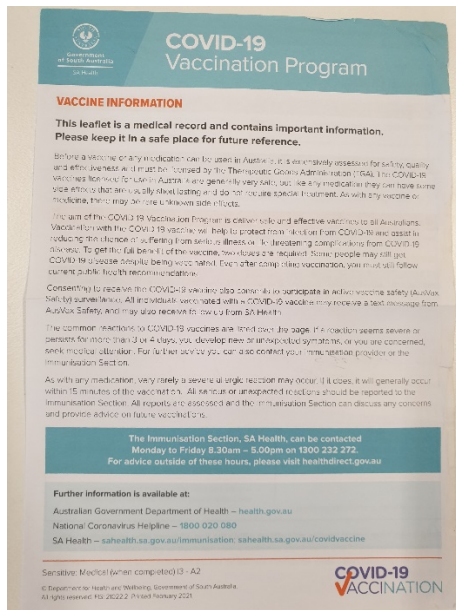 Government
of South Australia
SA Health
COVID-19
Vaccination Program
VACCINE INFORMATION
This leaflet is a medical record and contains important information.
Please keep it in a safe place for future reference.
Before a vaccine or any medication can be used in Australia, it is extensively assessed for safety, quality
and effectiveness and must be licensed by the Therapeutic Goods Administration (TGA). The COVID-19
vaccines licensed for use in Australia are generally very safe, but like any medication they can have some
side effects that are usually short lasting and do not require special treatment. As with any vaccine or
medicine, there may be rare unknown side effects.
The aim of the COVID-19 Vaccination Program is deliver safe and effective vaccines to all Australians.
Vaccination with the COVID-19 vaccine will help to protect from infection from COVID-19 and assist in
reducing the chance of suffering from serious illness or life threatening complications from COVID-19
disease. To get the full benefit of the vaccine, two doses are required. Some people may still get
COVID-19 disease despite being vaccinated. Even after completing vaccination, you must still follow
current public health recommendations.
Consenting to receive the COVID-19 vaccine also consents to participate in active vaccine safety (AusVax
Safety) surveillance. All individuals vaccinated with a COVID-19 vaccine may receive a text message from
AusVax Safety, and may also receive follow up from SA Health.
The common reactions to COVID-19 vaccines are listed over the page. If a reaction seems severe or
persists for more than 3 or 4 days, you develop new or unexpected symptoms, or you are concerned,
seek medical attention. For further advice you can also contact your immunisation provider or the
Immunisation Section.
As with any medication, very rarely a severe allergic reaction may occur. If it does, it will generally occur
within 15 minutes of the vaccination. All serious or unexpected reactions should be reported to the
Immunisation Section. All reports are assessed and the Immunisation Section can discuss any concerns
and provide advice on future vaccinations.
The Immunisation Section, SA Health, can be contacted
Monday to Friday 8.30am – 5.00pm on 1300 232 272.
For advice outside of these hours, please visit healthdirect.gov.au
Further information is available at:
Australian Government Department of Health – health.gov.au
National Coronavirus Helpline – 1800 020 080
SA Health – sahealth.sa.gov.au/immunisation; sahealth.sa.gov.au/covidvaccine
Sensitive: Medical (when completed) I3 - A2
© Department for Health and Wellbeing, Government of South Australia.
All rights reserved. FIS: 21022.2 Printed February 2021.
COVID-19
VACCINATION